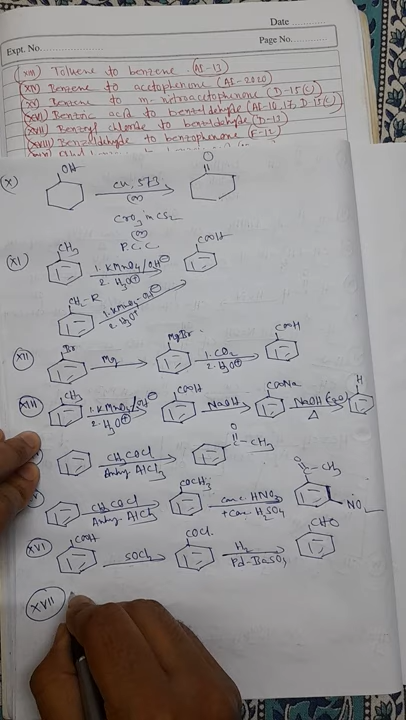 Date ............
Expt. No.
Page No.
(XIII) Toluene to benzene. (AI-13)
(XIV) Benzene to acetophenone (AI-2020)
(XV) Benzene to m-nitroacetophenone (D-15(C))
(XVI) Benzoic acid to benzaldehyde (AI-10, 17, D-15(C))
(XVII) Benzoyl chloride to benzaldehyde (D-12)
(XVIII) Benzaldehyde to benzophenone (F-12)
(X) OH Cu, 573 O
(or)
CrO3 in CS2
(or)
P.C.C.
(XI) CH3 1. KMnO4/OH⊖ COOH
2. H3O⊕
CH2-R 1. KMnO4-OH⊖
2. H3O⊕
(XII) Br Mg MgBr 1. CO2 COOH
2. H3O⊕
(XIII) CH3 1. KMnO4/OH⊖ COOH NaOH COONa NaOH(CaO) H
2. H3O⊕ Δ
CH3COCl O C-CH3
Anhy. AlCl3
CH3COCl COCH3 conc. HNO3 O C-CH3
Anhy. AlCl3 + Conc. H2SO4 NO
(XVI) COOH SOCl2 COCl H2 CHO
Pd-BaSO4
(XVII)